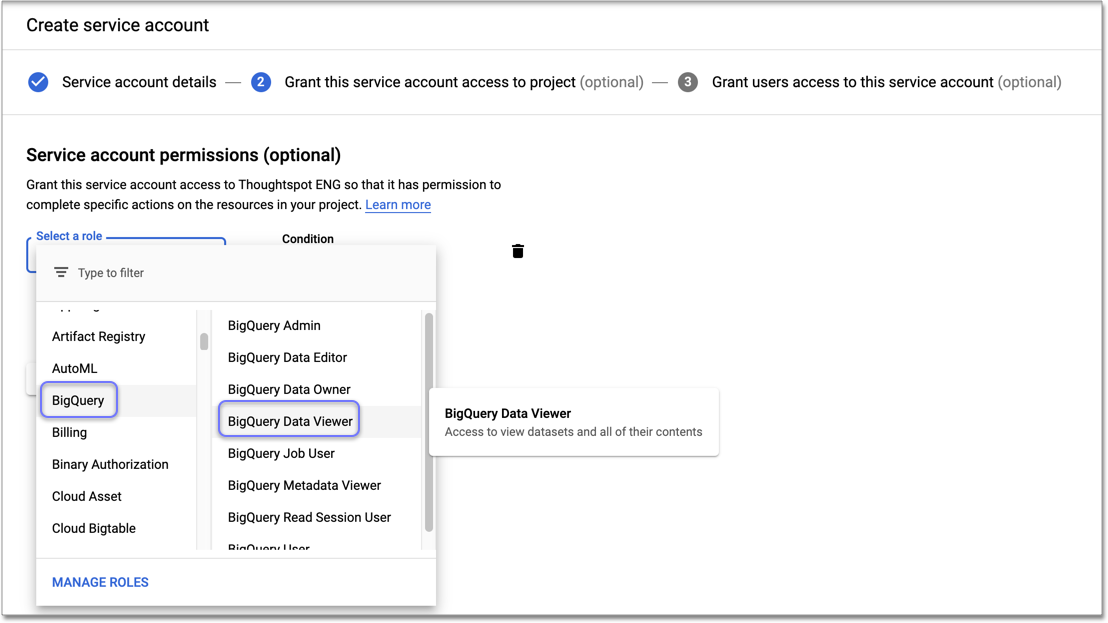 Create service account
Service account details — 2 Grant this service account access to project (optional) — 3 Grant users access to this service account (optional)
Service account permissions (optional)
Grant this service account access to Thoughtspot ENG so that it has permission to
complete specific actions on the resources in your project. Learn more
Select a role
Condition
Type to filter
Artifact Registry
AutoML
BigQuery
Billing
Binary Authorization
Cloud Asset
Cloud Bigtable
BigQuery Admin
BigQuery Data Editor
BigQuery Data Owner
BigQuery Data Viewer
BigQuery Job User
BigQuery Metadata Viewer
BigQuery Read Session User
BigQuery User
BigQuery Data Viewer
Access to view datasets and all of their contents
MANAGE ROLES